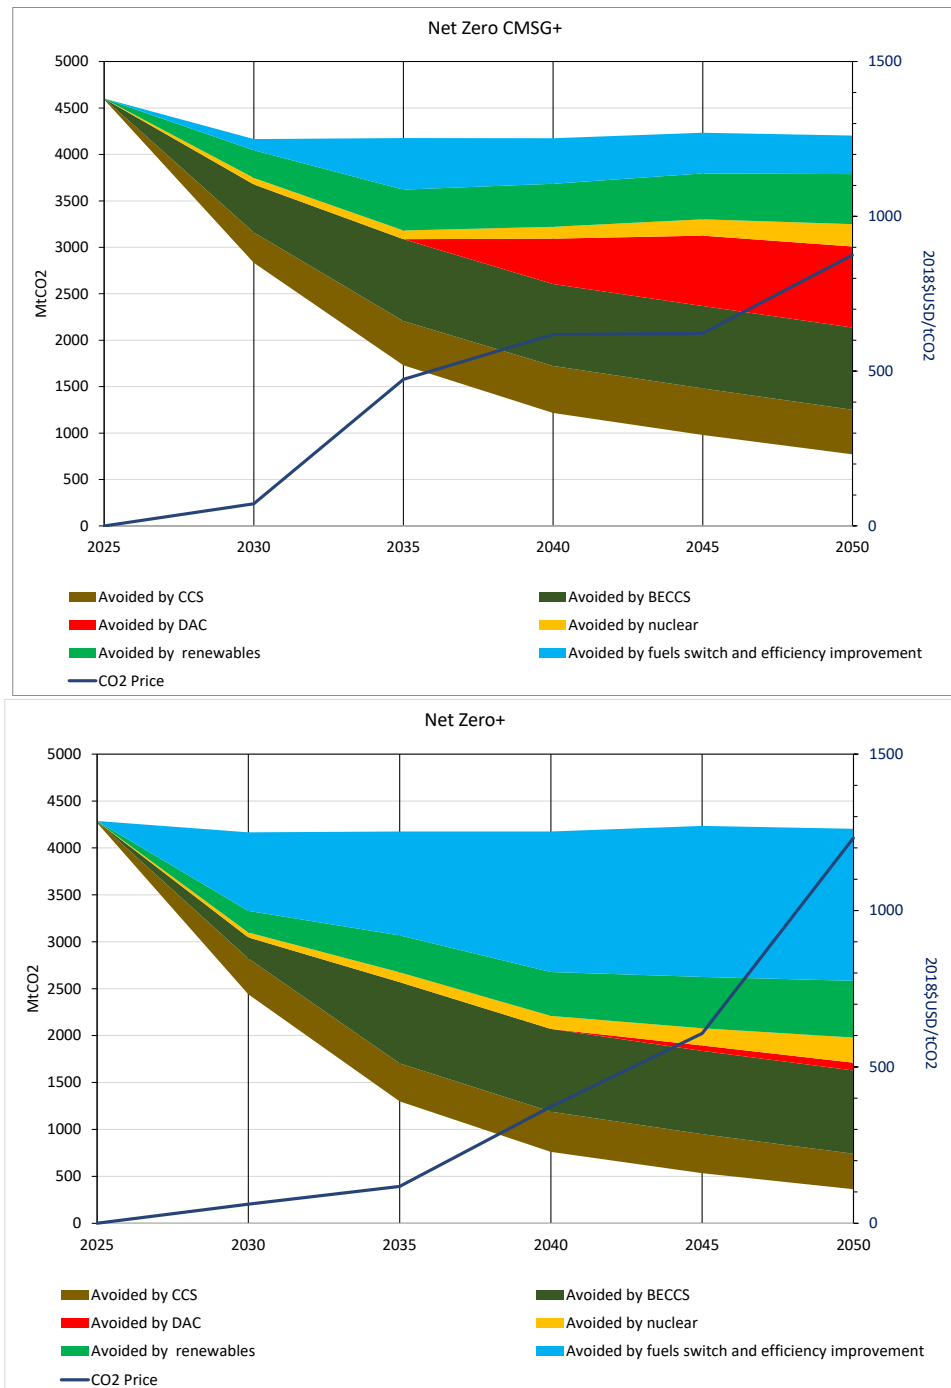 Net Zero CMSG+
5000
4500
4000
3500
3000
2500
2000
1500
1000
500
0
MtCO2
1500
1000
500
0
2018$USD/tCO2
2025 2030 2035 2040 2045 2050
Avoided by CCS Avoided by BECCS
Avoided by DAC Avoided by nuclear
Avoided by renewables Avoided by fuels switch and efficiency improvement
CO2 Price
Net Zero+
5000
4500
4000
3500
3000
2500
2000
1500
1000
500
0
MtCO2
1500
1000
500
0
2018$USD/tCO2
2025 2030 2035 2040 2045 2050
Avoided by CCS Avoided by BECCS
Avoided by DAC Avoided by nuclear
Avoided by renewables Avoided by fuels switch and efficiency improvement
CO2 Price